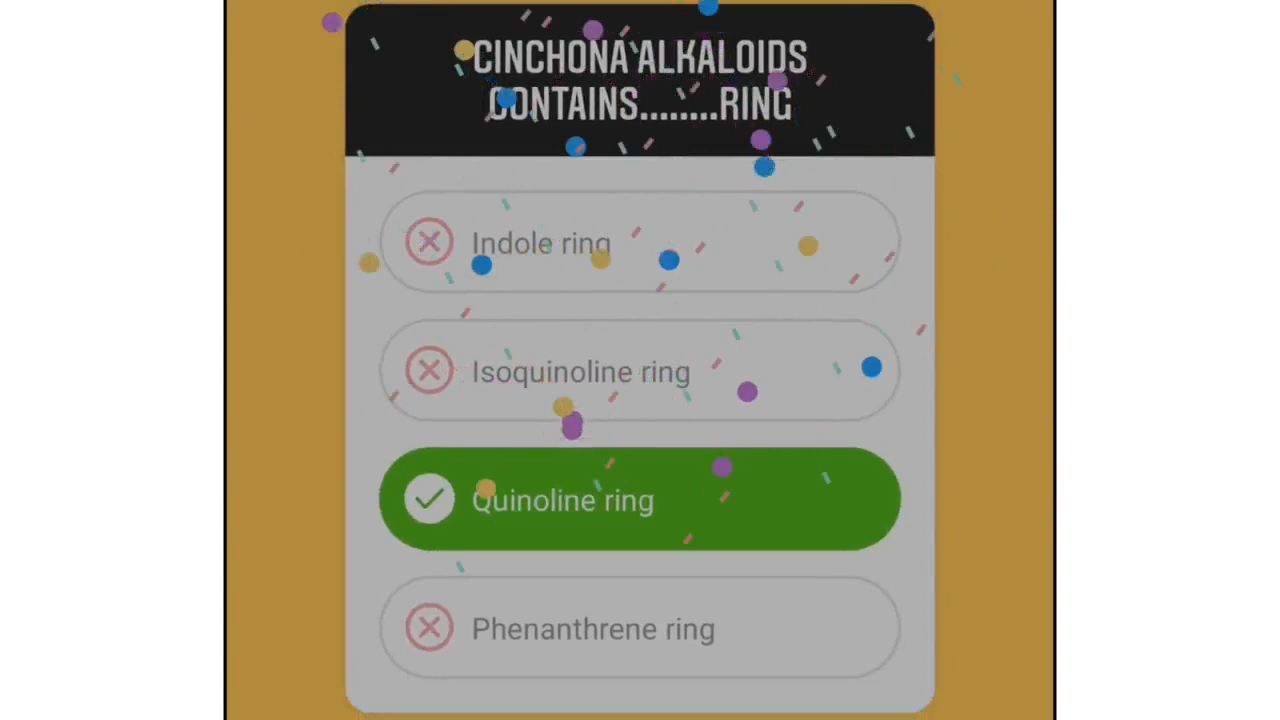 CINCHONA ALKALOIDS
CONTAINS........RING
Indole ring
Isoquinoline ring
Quinoline ring
Phenanthrene ring